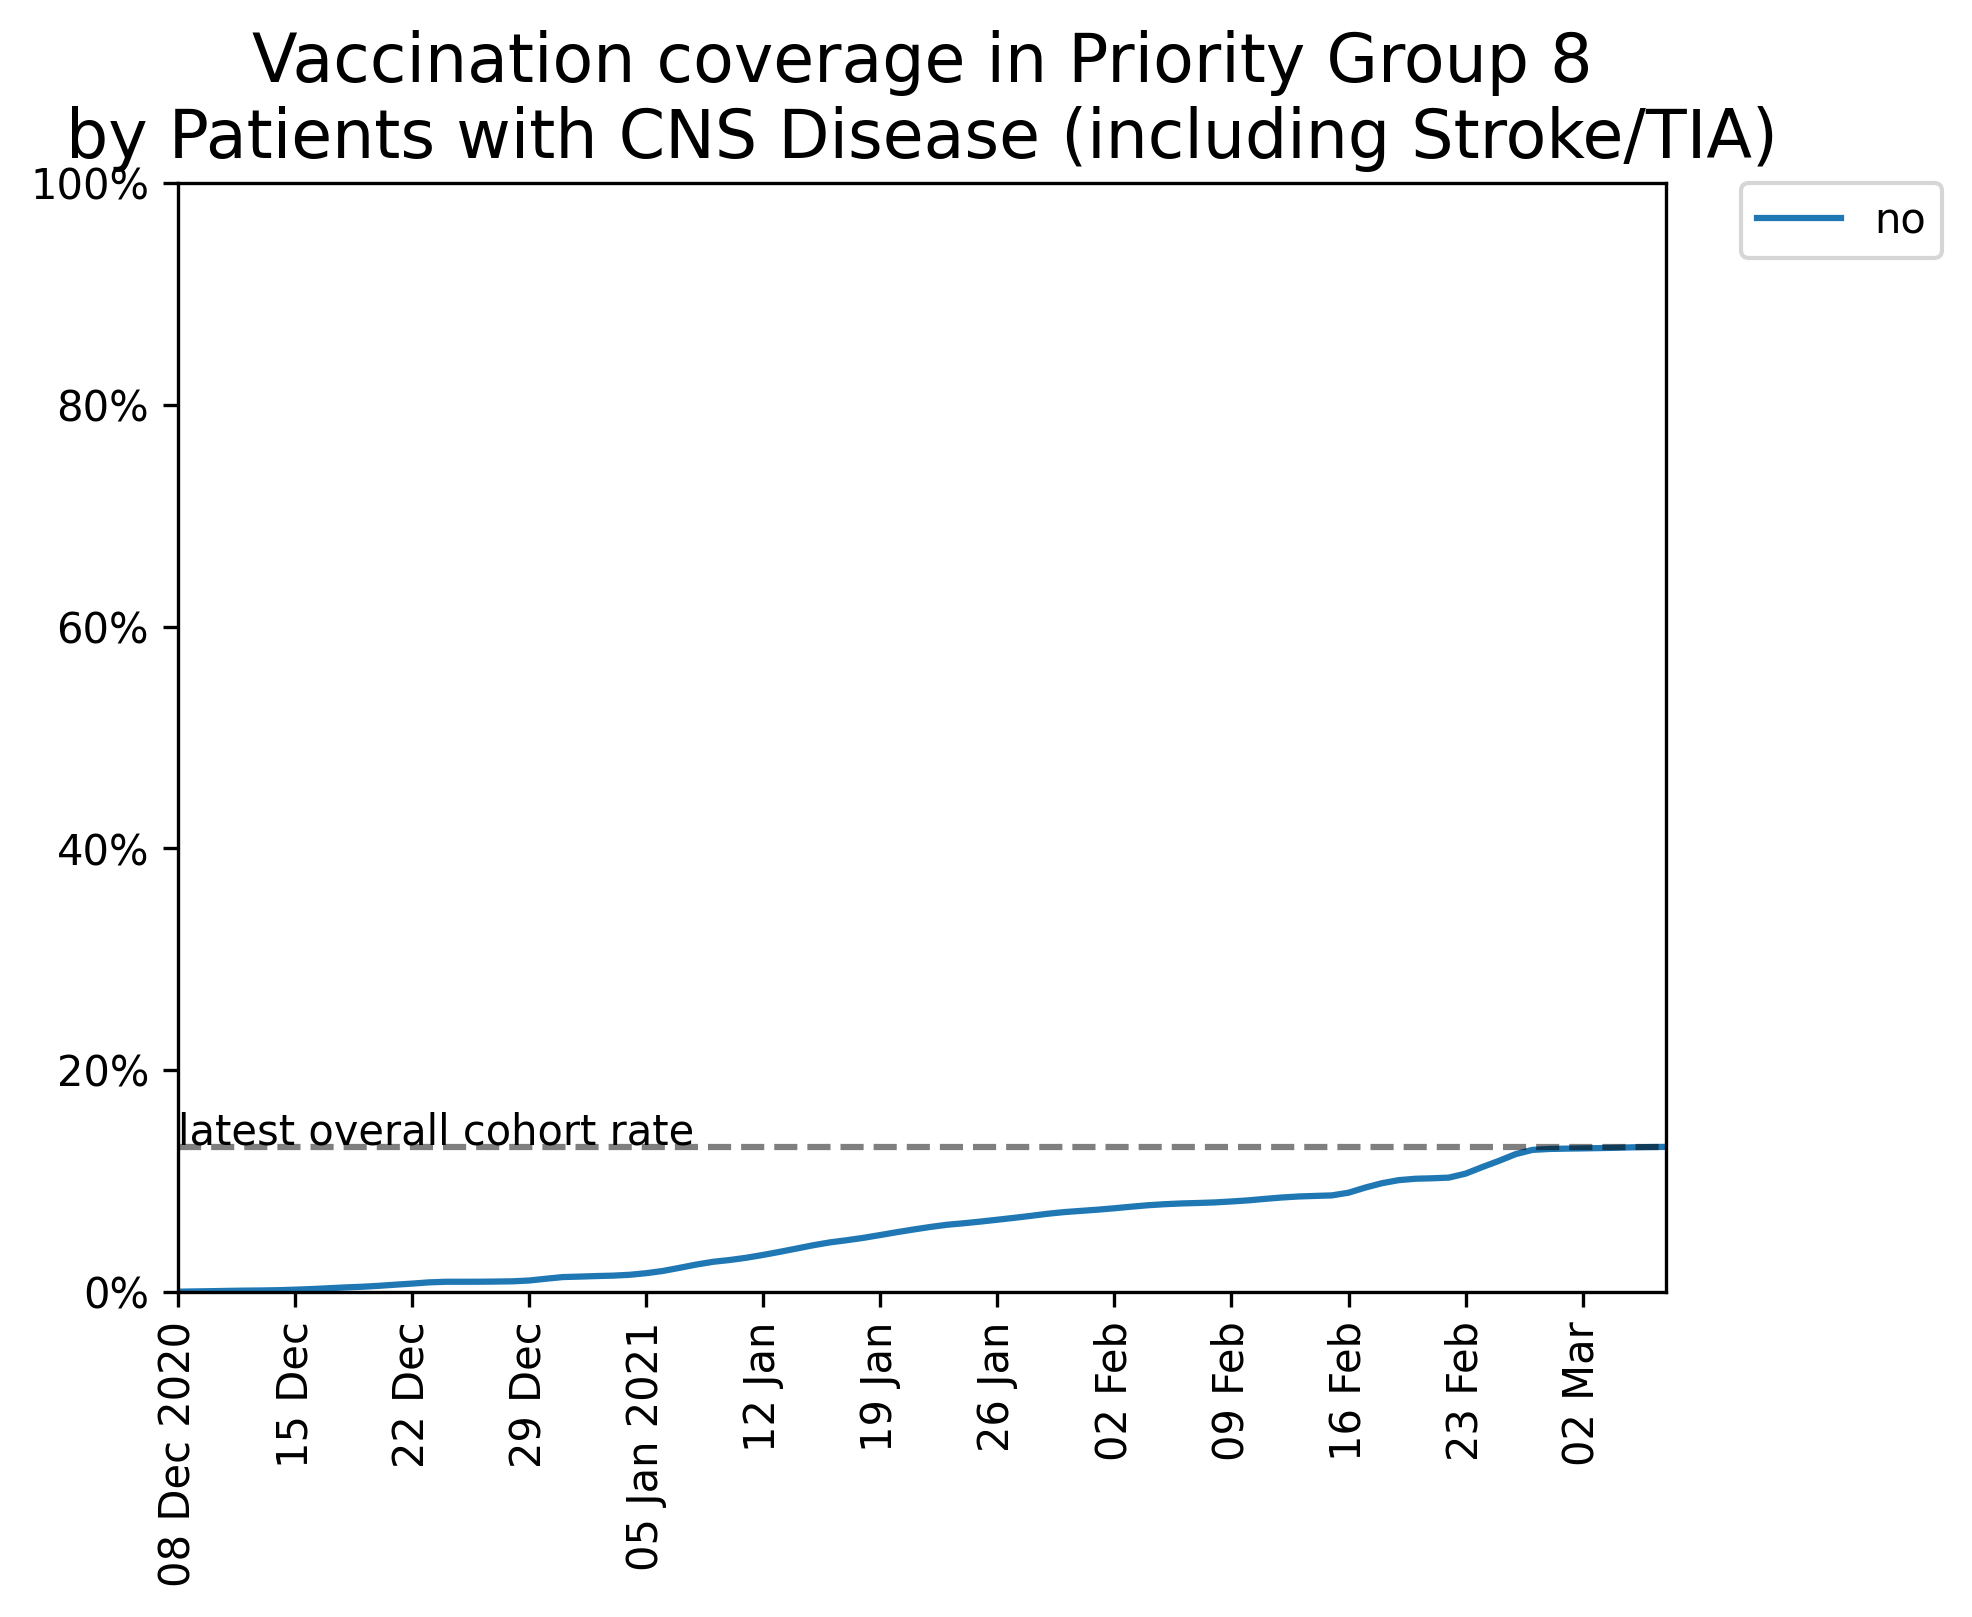 Vaccination coverage in Priority Group 8
by Patients with CNS Disease (including Stroke/TIA)
100%
80%
60%
40%
20%
0%
latest overall cohort rate
no
08 Dec 2020
15 Dec
22 Dec
29 Dec
05 Jan 2021
12 Jan
19 Jan
26 Jan
02 Feb
09 Feb
16 Feb
23 Feb
02 Mar